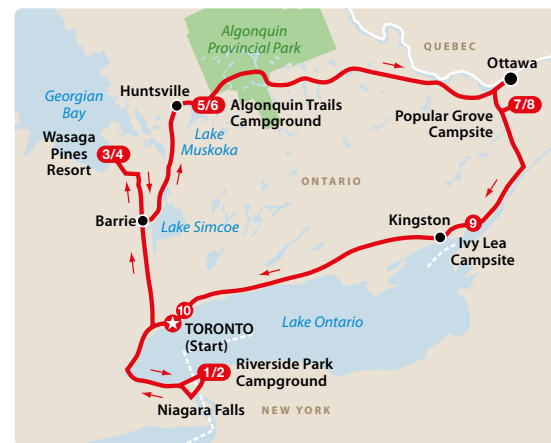 Algonquin
Provincial Park
QUEBEC
Ottawa
Georgian
Bay
Huntsville
5/6
Algonquin Trails
Campground
7/8
Popular Grove
Campsite
Wasaga
Pines
Resort
3/4
Lake
Muskoka
ONTARIO
Barrie
Lake Simcoe
Kingston
9
Ivy Lea
Campsite
10
TORONTO
(Start)
Lake Ontario
1/2
Riverside Park
Campground
Niagara Falls
NEW YORK